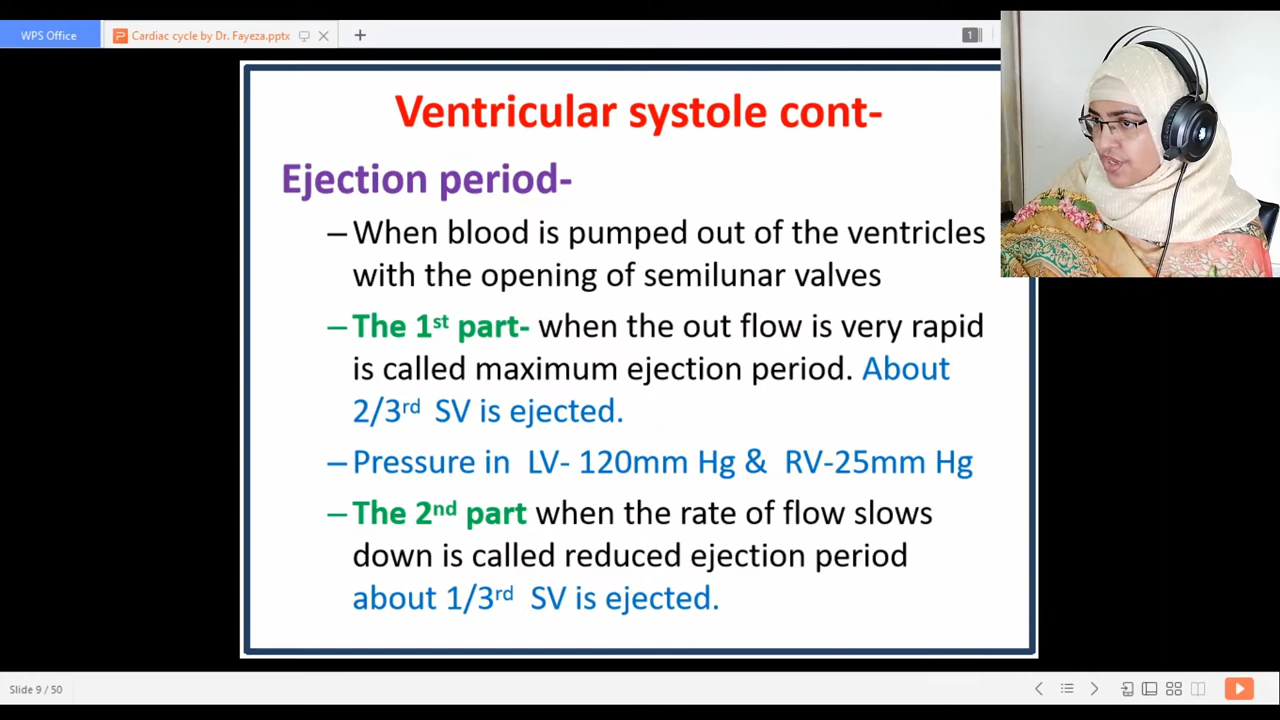 WPS Office
Cardiac cycle by Dr. Fayeza.pptx
1
Ventricular systole cont-
Ejection period-
–When blood is pumped out of the ventricles
with the opening of semilunar valves
–The 1st part- when the out flow is very rapid
is called maximum ejection period. About
2/3rd SV is ejected.
–Pressure in LV- 120mm Hg & RV-25mm Hg
–The 2nd part when the rate of flow slows
down is called reduced ejection period
about 1/3rd SV is ejected.
Slide 9 / 50